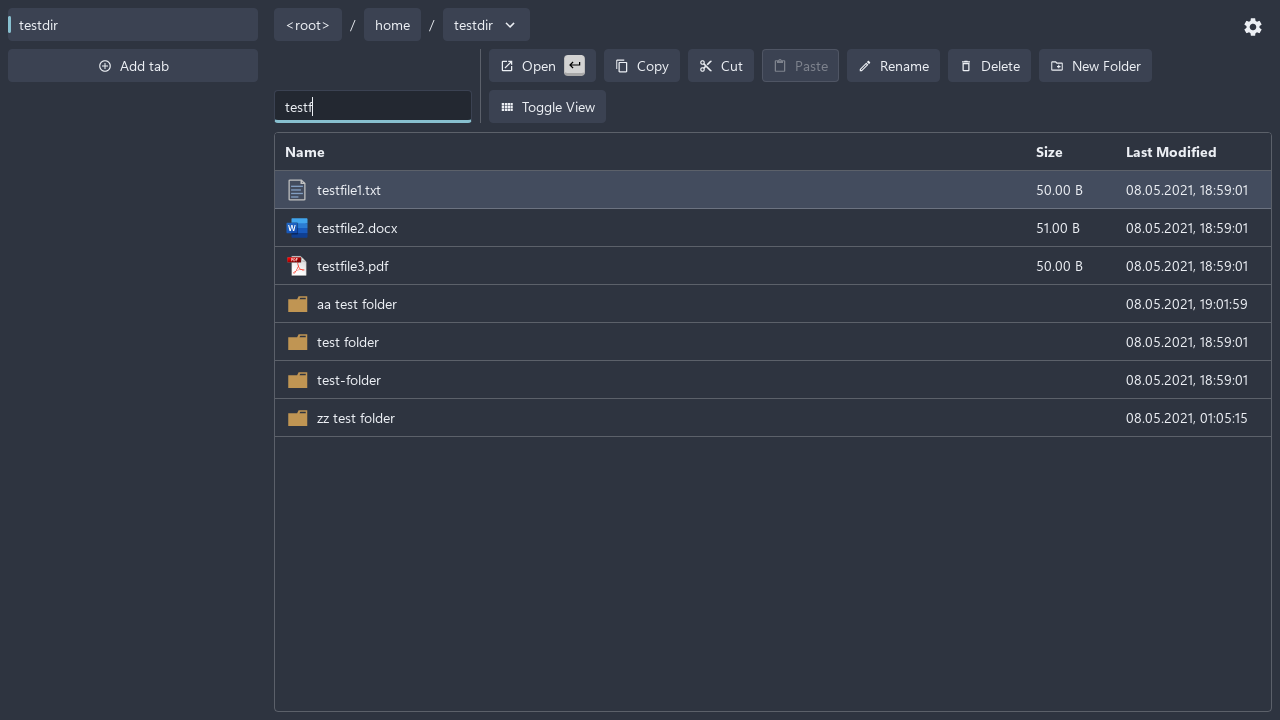 testdir
Add tab
<root> / home / testdir
Open Copy Cut Paste Rename Delete New Folder
testf Toggle View
Name Size Last Modified
testfile1.txt 50.00 B 08.05.2021, 18:59:01
testfile2.docx 51.00 B 08.05.2021, 18:59:01
testfile3.pdf 50.00 B 08.05.2021, 18:59:01
aa test folder 08.05.2021, 19:01:59
test folder 08.05.2021, 18:59:01
test-folder 08.05.2021, 18:59:01
zz test folder 08.05.2021, 01:05:15